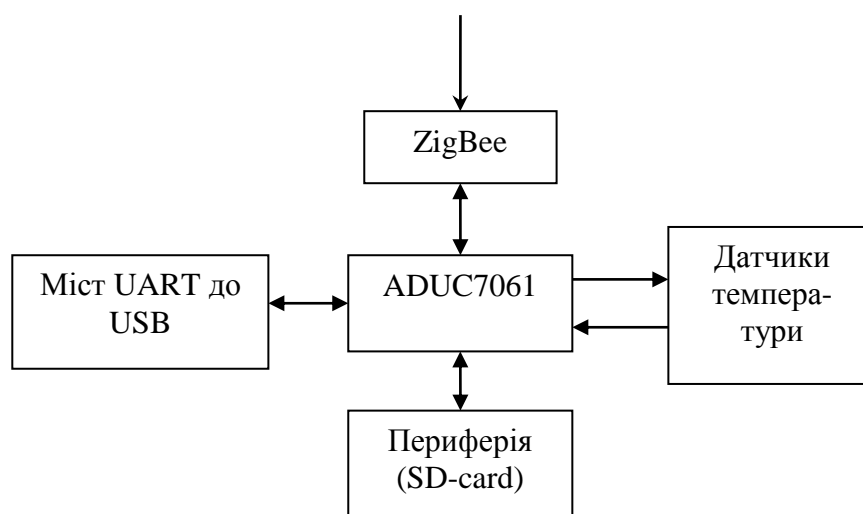 ZigBee
Міст UART до
USB
ADUC7061
Датчики
темпера-
тури
Периферія
(SD-card)